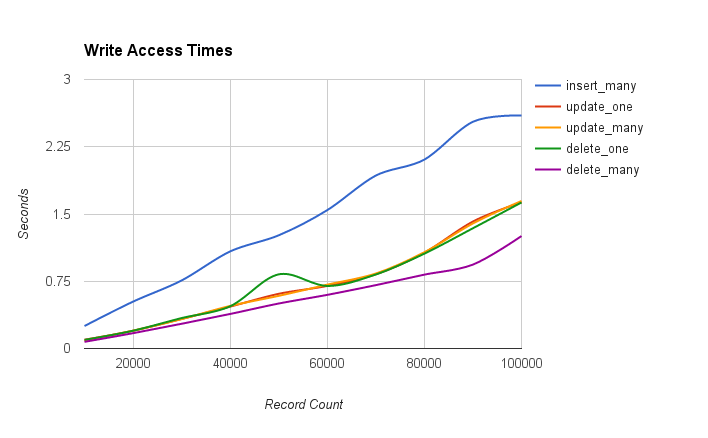 Write Access Times
3
2.25
1.5
0.75
0
Seconds
20000
40000
60000
80000
100000
Record Count
insert_many
update_one
update_many
delete_one
delete_many